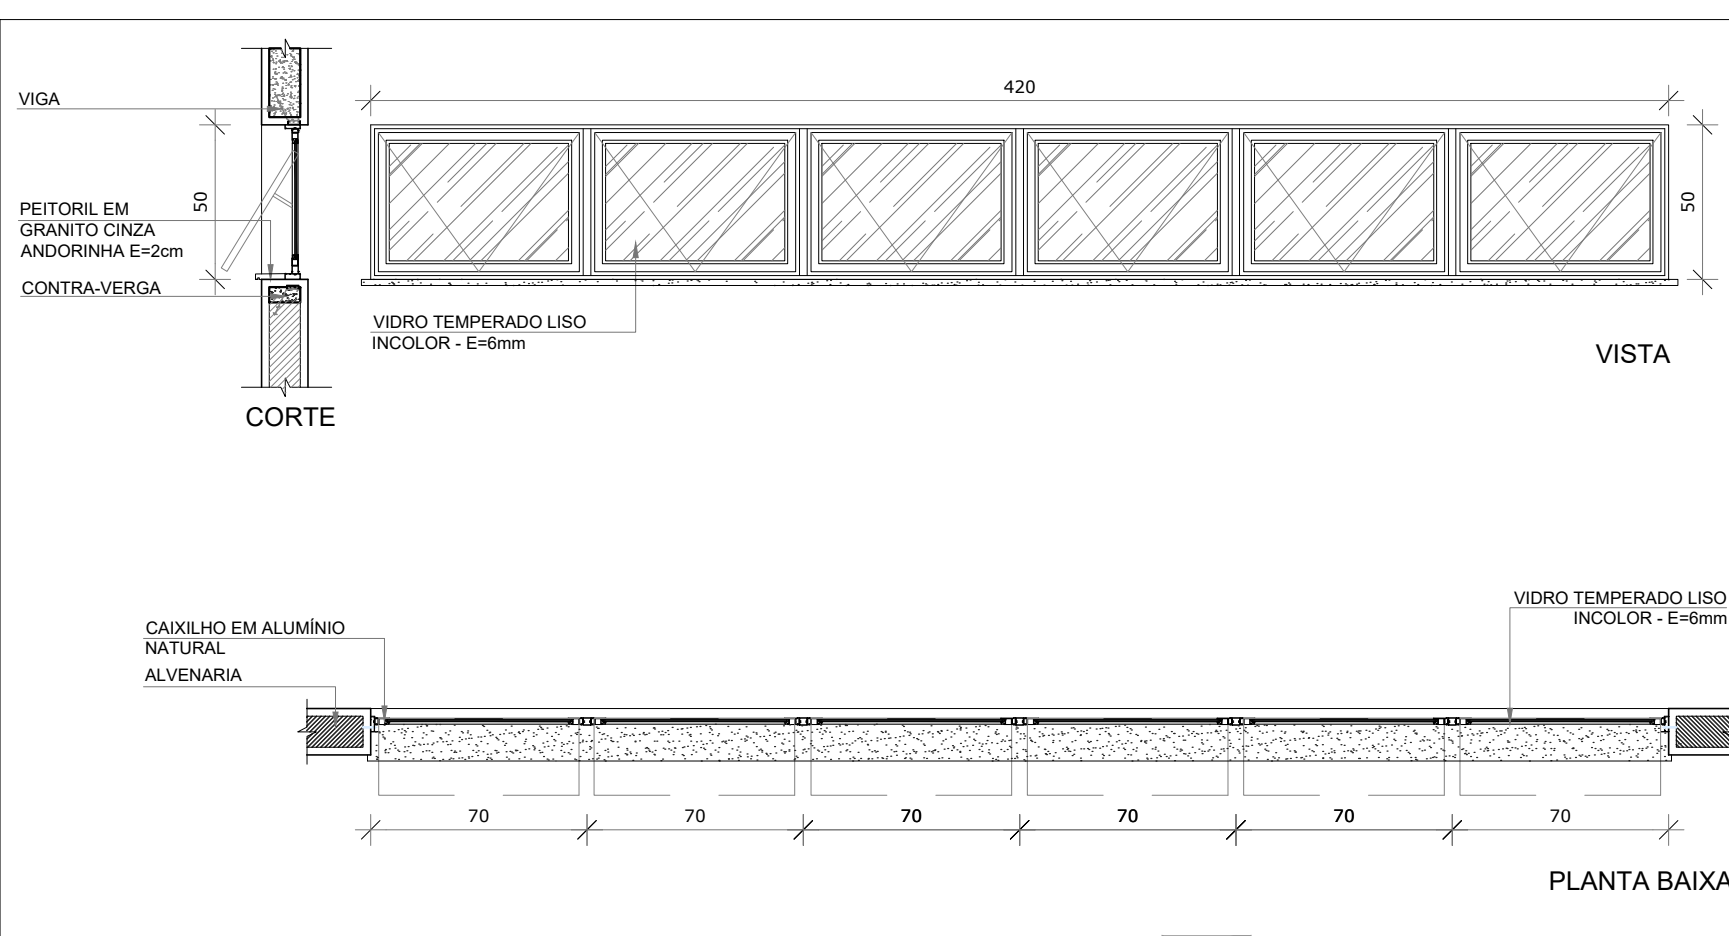 VIGA
420
50
PEITORIL EM
GRANITO CINZA
ANDORINHA E=2cm
50
CONTRA-VERGA
VIDRO TEMPERADO LISO
INCOLOR - E=6mm
VISTA
CORTE
VIDRO TEMPERADO LISO
INCOLOR - E=6mm
CAIXILHO EM ALUMÍNIO
NATURAL
ALVENARIA
70 70 70 70 70 70
PLANTA BAIXA